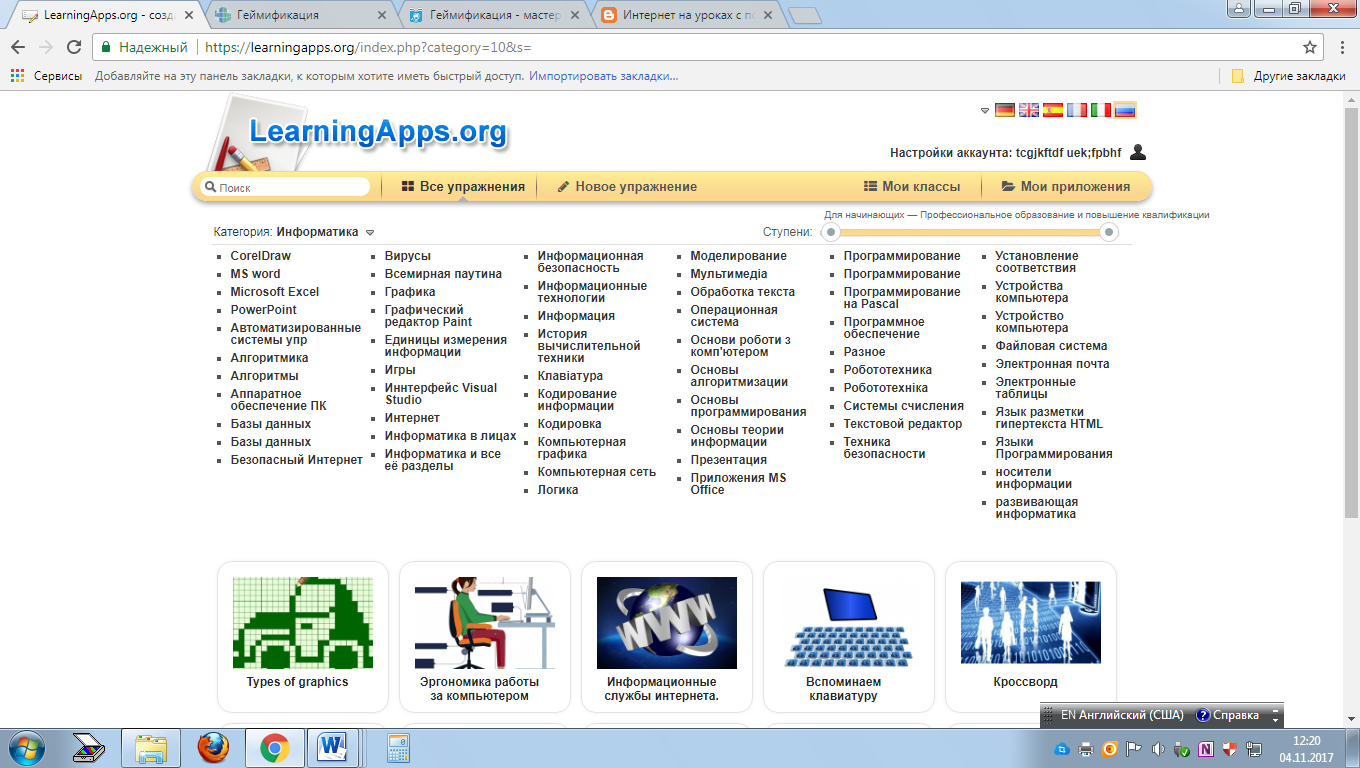 LearningApps.org - созда
Геймификация
Геймификация - мастер
Интернет на уроках с по
Надежный
https://learningapps.org/index.php?category=10&s=
Сервисы
Добавляйте на эту панель закладки, к которым хотите иметь быстрый доступ. Импортировать закладки...
Другие закладки
LearningApps.org
Настройки аккаунта: tcgjkftdf uek;fpbhf
Поиск
Все упражнения
Новое упражнение
Мои классы
Мои приложения
Для начинающих — Профессиональное образование и повышение квалификации
Категория: Информатика
Ступени:
CorelDraw
MS word
Microsoft Excel
PowerPoint
Автоматизированные
системы упр
Алгоритмика
Алгоритмы
Аппаратное
обеспечение ПК
Базы данных
Базы данных
Безопасный Интернет
Вирусы
Всемирная паутина
Графика
Графический
редактор Paint
Единицы измерения
информации
Игры
Иннтерфейс Visual
Studio
Интернет
Информатика в лицах
Информатика и все
её разделы
Информационная
безопасность
Информационные
технологии
Информация
История
вычислительной
техники
Клавіатура
Кодирование
информации
Кодировка
Компьютерная
графика
Компьютерная сеть
Логика
Моделирование
Мультимедіа
Обработка текста
Операционная
система
Основи роботи з
комп'ютером
Основы
алгоритмизации
Основы
программирования
Основы теории
информации
Презентация
Приложения MS
Office
Программирование
Программирование
Программирование
на Pascal
Программное
обеспечение
Разное
Робототехника
Робототехніка
Системы счисления
Текстовой редактор
Техника
безопасности
Установление
соответствия
Устройства
компьютера
Устройство
компьютера
Файловая система
Электронная почта
Электронные
таблицы
Язык разметки
гипертекста HTML
Языки
Программирования
носители
информации
развивающая
информатика
WWW
Types of graphics
Эргономика работы
за компьютером
Информационные
службы интернета.
Вспоминаем
клавиатуру
Кроссворд
EN Английский (США)
Справка
12:20
04.11.2017